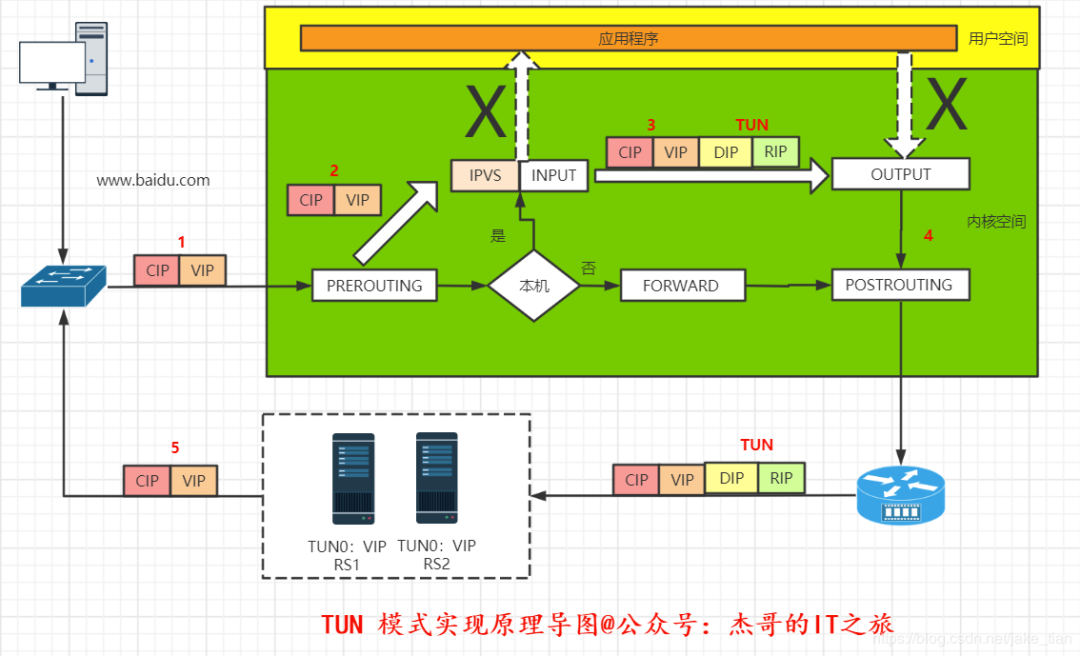 应用程序
用户空间
X
X
3
TUN
CIP VIP DIP RIP
www.baidu.com
2
CIP VIP
IPVS INPUT
OUTPUT
内核空间
1
CIP VIP
是
4
否
PREROUTING
本机
FORWARD
POSTROUTING
5
CIP VIP
TUN
CIP VIP DIP RIP
TUN0：VIP
RS1
TUN0：VIP
RS2
TUN 模式实现原理导图@公众号：杰哥的IT之旅
https://blog.csdn.net/jake_tian